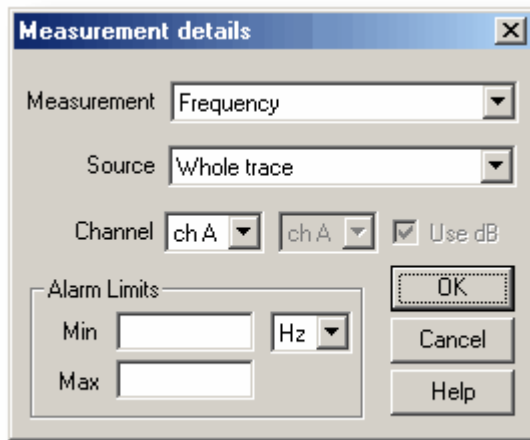 Measurement details
Measurement Frequency
Source Whole trace
Channel ch A ch A Use dB
Alarm Limits
Min Hz
Max
OK
Cancel
Help